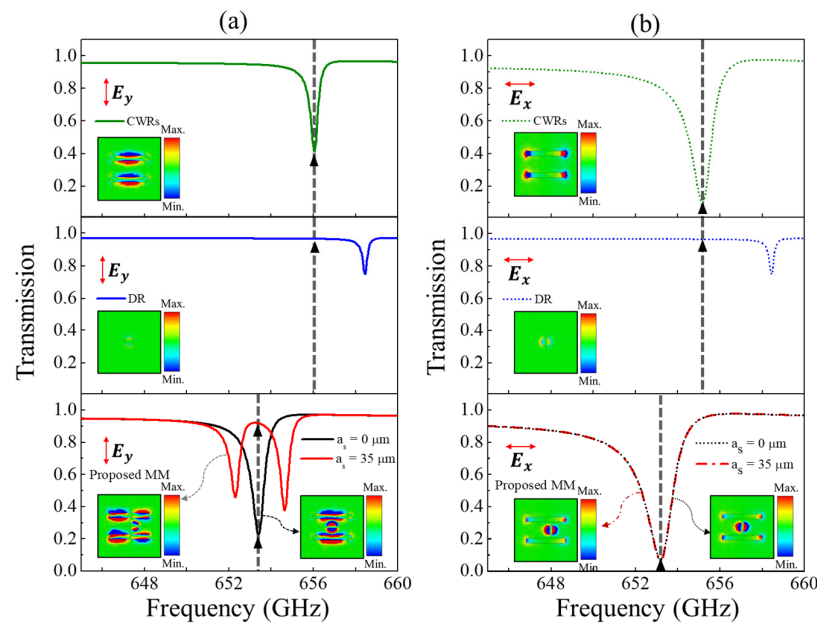 (a)
(b)
Transmission
1.0
0.8
0.6
0.4
0.2
E_y
CWRs
Max.
Min.
1.0
0.8
0.6
0.4
0.2
E_y
DR
Max.
Min.
1.0
0.8
0.6
0.4
0.2
0.0
E_y
a_s = 0 μm
a_s = 35 μm
Proposed MM
Max.
Max.
Min.
Min.
648
652
656
660
Frequency (GHz)
Transmission
1.0
0.8
0.6
0.4
0.2
E_x
CWRs
Max.
Min.
1.0
0.8
0.6
0.4
0.2
E_x
DR
Max.
Min.
1.0
0.8
0.6
0.4
0.2
0.0
E_x
a_s = 0 μm
a_s = 35 μm
Proposed MM
Max.
Max.
Min.
Min.
648
652
656
660
Frequency (GHz)